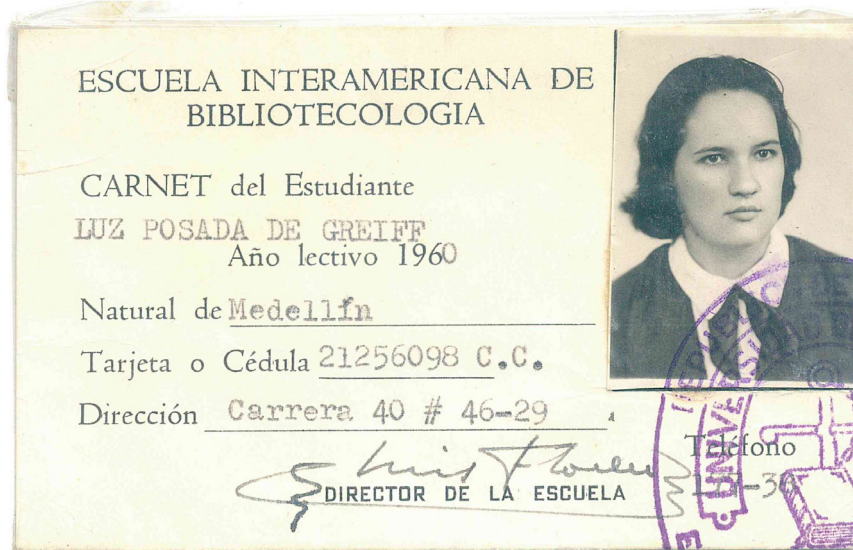 ESCUELA INTERAMERICANA DE
BIBLIOTECOLOGIA
CARNET del Estudiante
LUZ POSADA DE GREIFF
Año lectivo 1960
Natural de Medellín
Tarjeta o Cédula 21256098 C.C.
Dirección Carrera 40 # 46-29
Teléfono
DIRECTOR DE LA ESCUELA